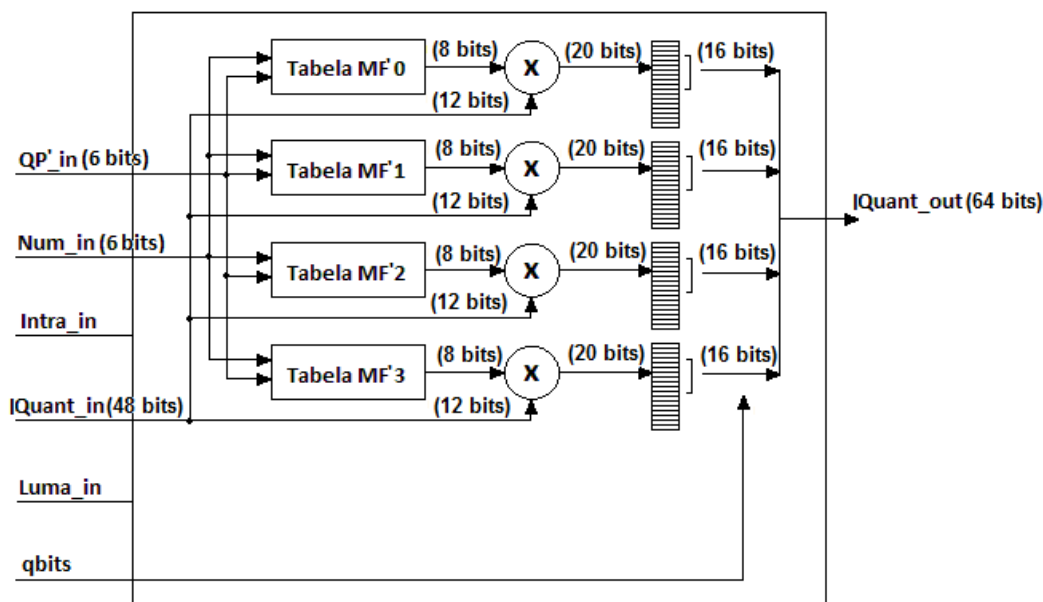 (8 bits) (20 bits) (16 bits)
Tabela MF'0 X
(12 bits)
QP'_in (6 bits)
(8 bits) (20 bits) (16 bits)
Tabela MF'1 X
(12 bits)
IQuant_out (64 bits)
Num_in (6 bits)
(8 bits) (20 bits) (16 bits)
Tabela MF'2 X
(12 bits)
Intra_in
(8 bits) (20 bits) (16 bits)
Tabela MF'3 X
IQuant_in (48 bits) (12 bits)
Luma_in
qbits